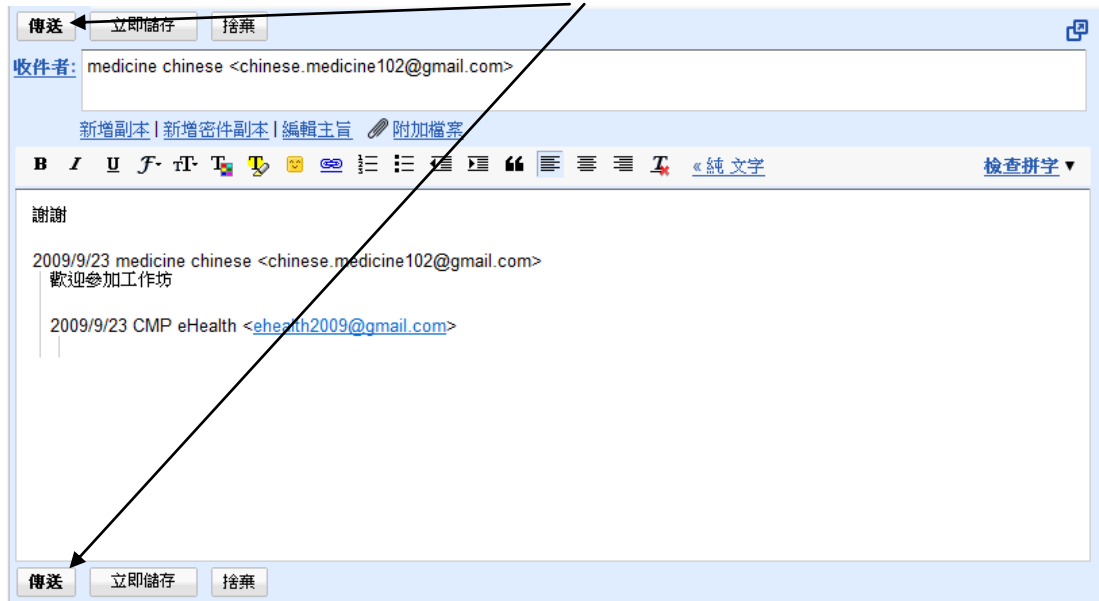 傳送 立即儲存 捨棄
收件者: medicine chinese <chinese.medicine102@gmail.com>
新增副本 | 新增密件副本 | 編輯主旨 附加檔案
B I U F T T T «純文字 檢查拼字▼
謝謝
2009/9/23 medicine chinese <chinese.medicine102@gmail.com>
歡迎參加工作坊
2009/9/23 CMP eHealth <ehealth2009@gmail.com>
傳送 立即儲存 捨棄